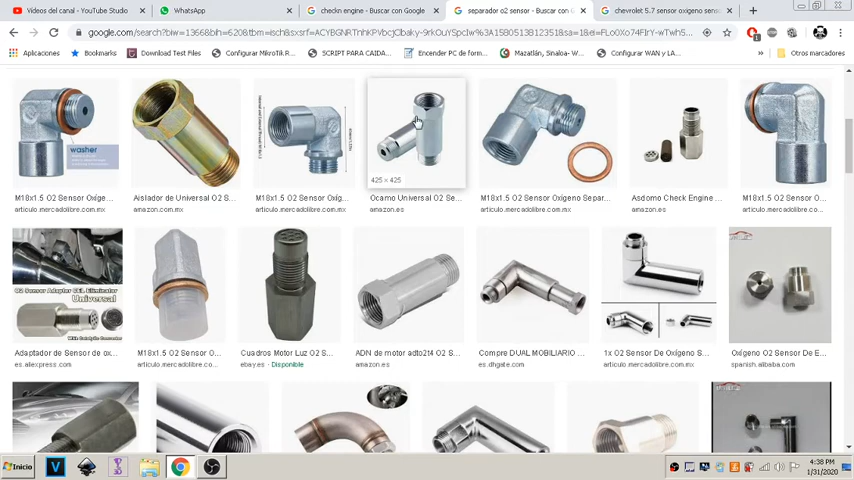 Videos del canal - YouTube Studio
WhatsApp
checkn engine - Buscar con Google
separador o2 sensor - Buscar con G
chevrolet 5.7 sensor oxigeno senso
Aplicaciones
Bookmarks
Download Test Files
Configurar MikroTik R...
SCRIPT PARA CAIDA...
Encender PC de form...
Mazatlán, Sinaloa- W...
Configurar WAN y LA...
Otros marcadores
washer
425 × 425
M18x1.5 O2 Sensor Oxíge...
articulo.mercadolibre.com.mx
Aislador de Universal O2 S...
amazon.com.mx
M18x1.5 O2 Sensor Oxíg...
articulo.mercadolibre.com.mx
Ocamo Universal O2 Se...
amazon.es
M18x1.5 O2 Sensor Oxígeno Separ...
articulo.mercadolibre.com.mx
Asdomo Check Engine ...
amazon.es
M18x1.5 O2 Sensor O...
articulo.mercadolibre.co...
O2 Sensor Adapter CEL Eliminator
Universal
Adaptador de Sensor de ox...
es.aliexpress.com
M18x1.5 O2 Sensor O...
articulo.mercadolibre.c...
Cuadros Motor Luz O2 S...
ebay.es - Disponible
ADN de motor adto2t4 O2 S...
amazon.es
Compre DUAL MOBILIARIO ...
es.dhgate.com
1x O2 Sensor De Oxígeno S...
articulo.mercadolibre.com.mx
Oxígeno O2 Sensor De E...
spanish.alibaba.com
Inicio
4:38 PM
1/31/2020